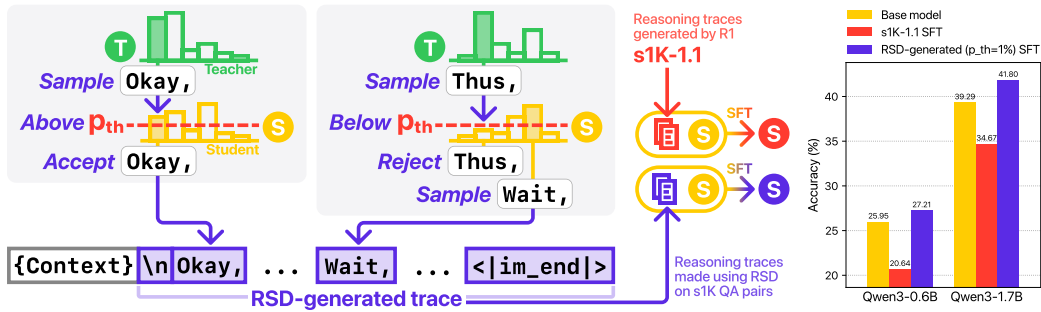 T
Teacher
Sample Okay,
Above pth
S
Student
Accept Okay,
T
Sample Thus,
Below pth
S
Reject Thus,
Sample Wait,
{Context} \n Okay, ... Wait, ... <|im_end|>
RSD-generated trace
Reasoning traces
generated by R1
s1K-1.1
S
SFT
S
S
SFT
S
Reasoning traces
made using RSD
on s1K QA pairs
Base model
s1K-1.1 SFT
RSD-generated (p_th=1%) SFT
Accuracy (%)
40
35
30
25
20
25.95
20.64
27.21
39.29
34.67
41.80
Qwen3-0.6B
Qwen3-1.7B